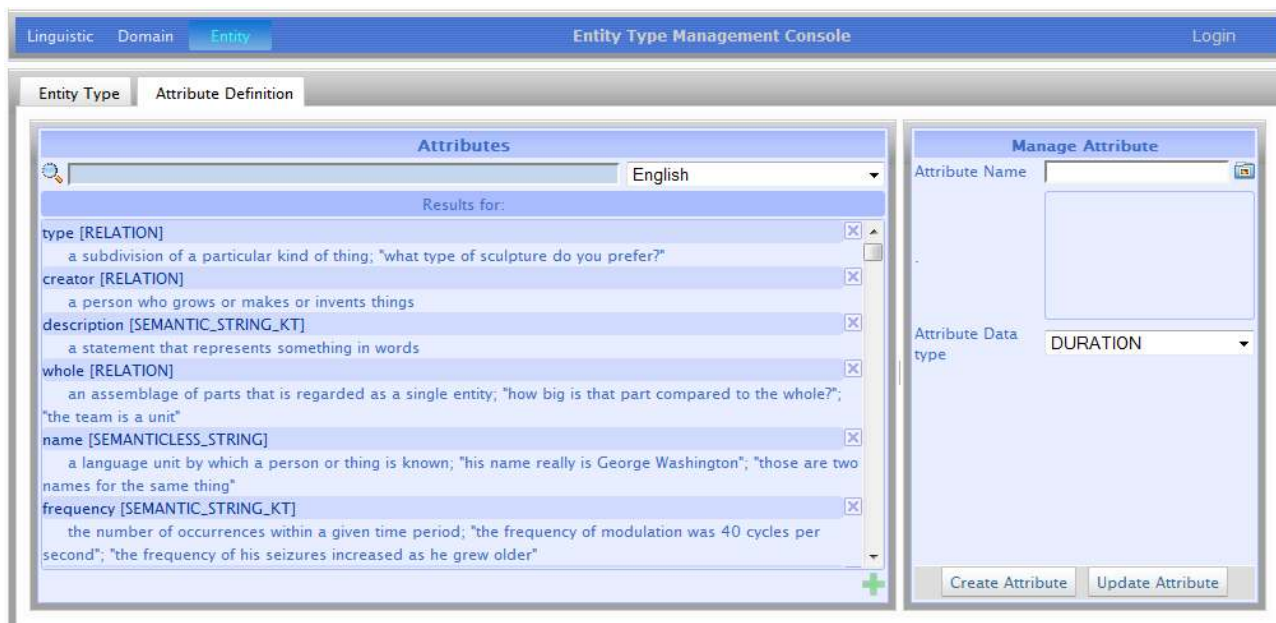 Linguistic Domain Entity Entity Type Management Console Login
Entity Type Attribute Definition
Attributes
English
Results for:
type [RELATION]
a subdivision of a particular kind of thing; "what type of sculpture do you prefer?"
creator [RELATION]
a person who grows or makes or invents things
description [SEMANTIC_STRING_KT]
a statement that represents something in words
whole [RELATION]
an assemblage of parts that is regarded as a single entity; "how big is that part compared to the whole?";
"the team is a unit"
name [SEMANTICLESS_STRING]
a language unit by which a person or thing is known; "his name really is George Washington"; "those are two
names for the same thing"
frequency [SEMANTIC_STRING_KT]
the number of occurrences within a given time period; "the frequency of modulation was 40 cycles per
second"; "the frequency of his seizures increased as he grew older"
Manage Attribute
Attribute Name
.
Attribute Data
type
DURATION
Create Attribute Update Attribute